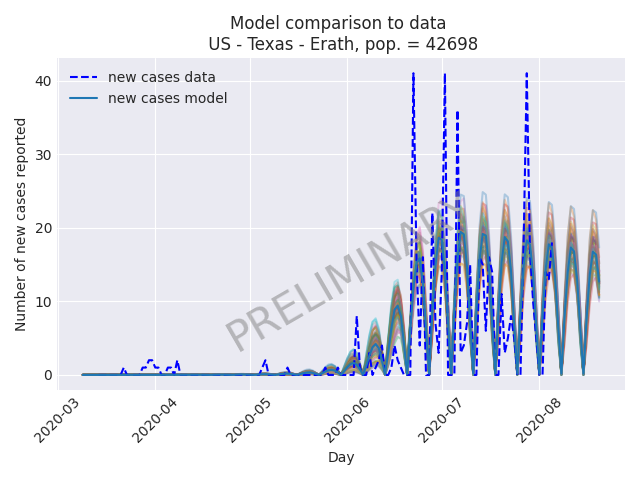 Model comparison to data
US - Texas - Erath, pop. = 42698
new cases data
new cases model
PRELIMINARY
Number of new cases reported
40
30
20
10
0
2020-03
2020-04
2020-05
2020-06
2020-07
2020-08
Day